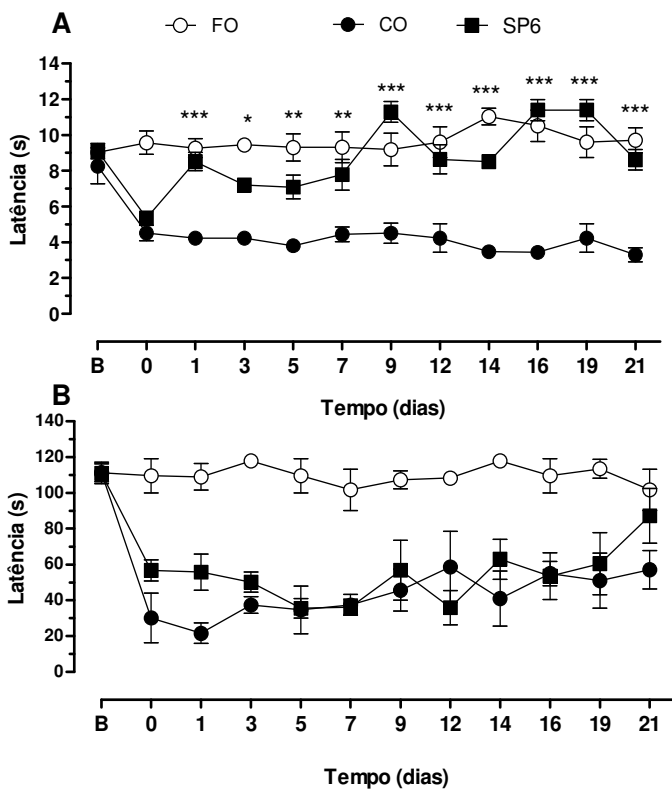 A
FO
CO
SP6
14
12
10
8
6
4
2
0
Latência (s)
*** * ** ** *** *** *** *** *** ***
B 0 1 3 5 7 9 12 14 16 19 21
Tempo (dias)
B
140
120
100
80
60
40
20
0
Latência (s)
B 0 1 3 5 7 9 12 14 16 19 21
Tempo (dias)